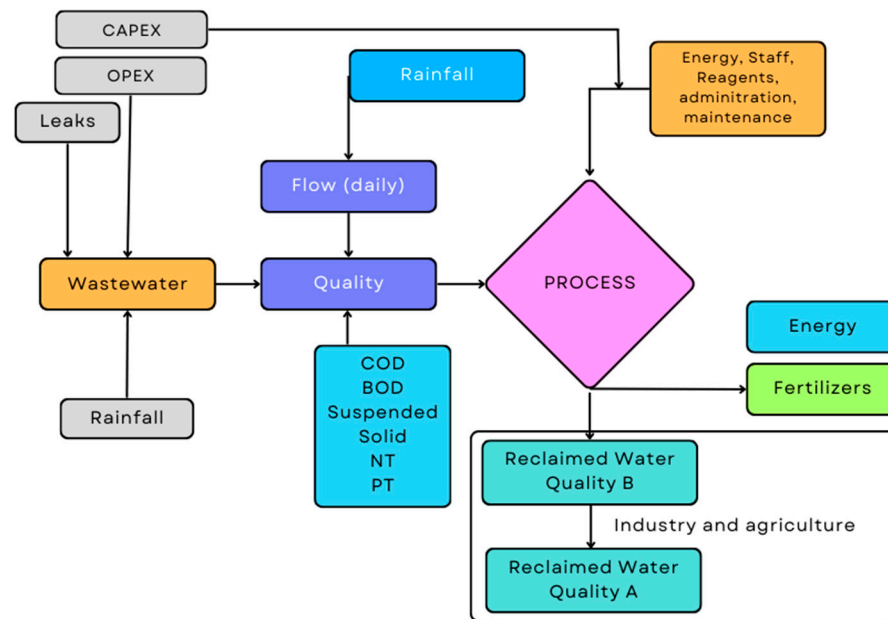 CAPEX
OPEX
Leaks
Rainfall
Energy, Staff,
Reagents,
adminitration,
maintenance
Flow (daily)
Wastewater
Quality
PROCESS
Rainfall
COD
BOD
Suspended
Solid
NT
PT
Energy
Fertilizers
Reclaimed Water
Quality B
Industry and agriculture
Reclaimed Water
Quality A